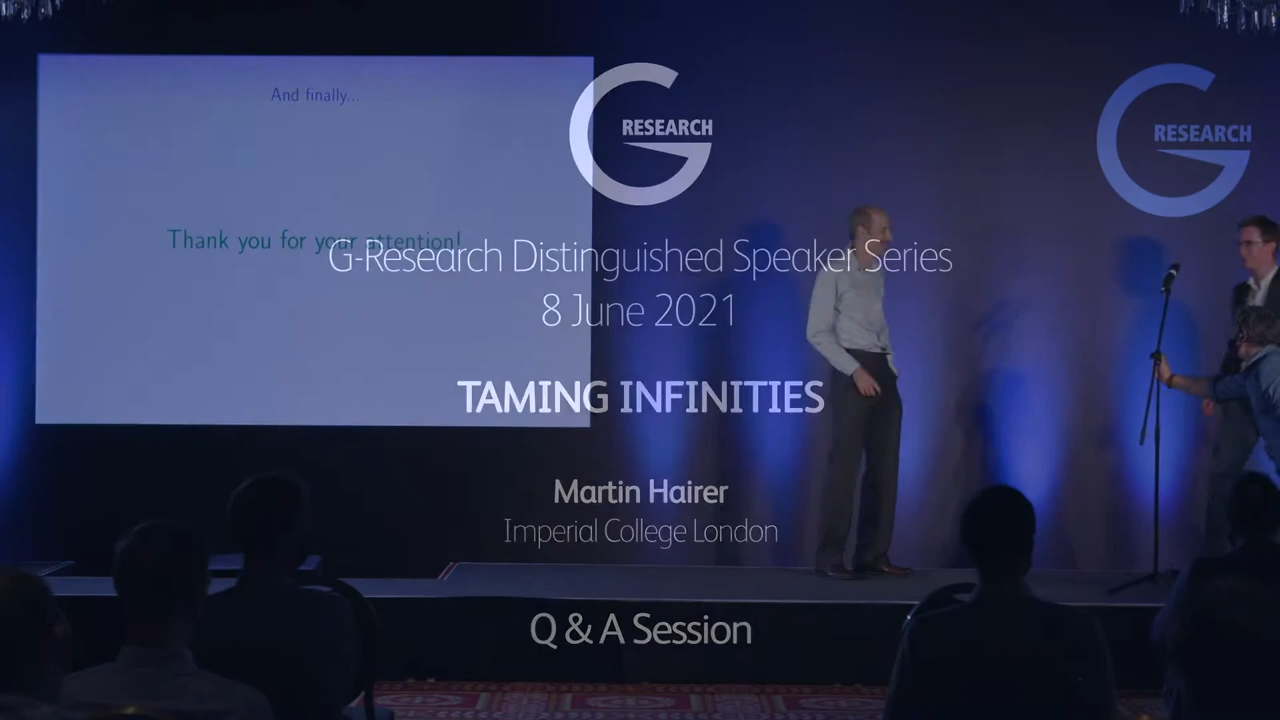 And finally...
Thank you for your attention!
RESEARCH
RESEARCH
G-Research Distinguished Speaker Series
8 June 2021
TAMING INFINITIES
Martin Hairer
Imperial College London
Q & A Session